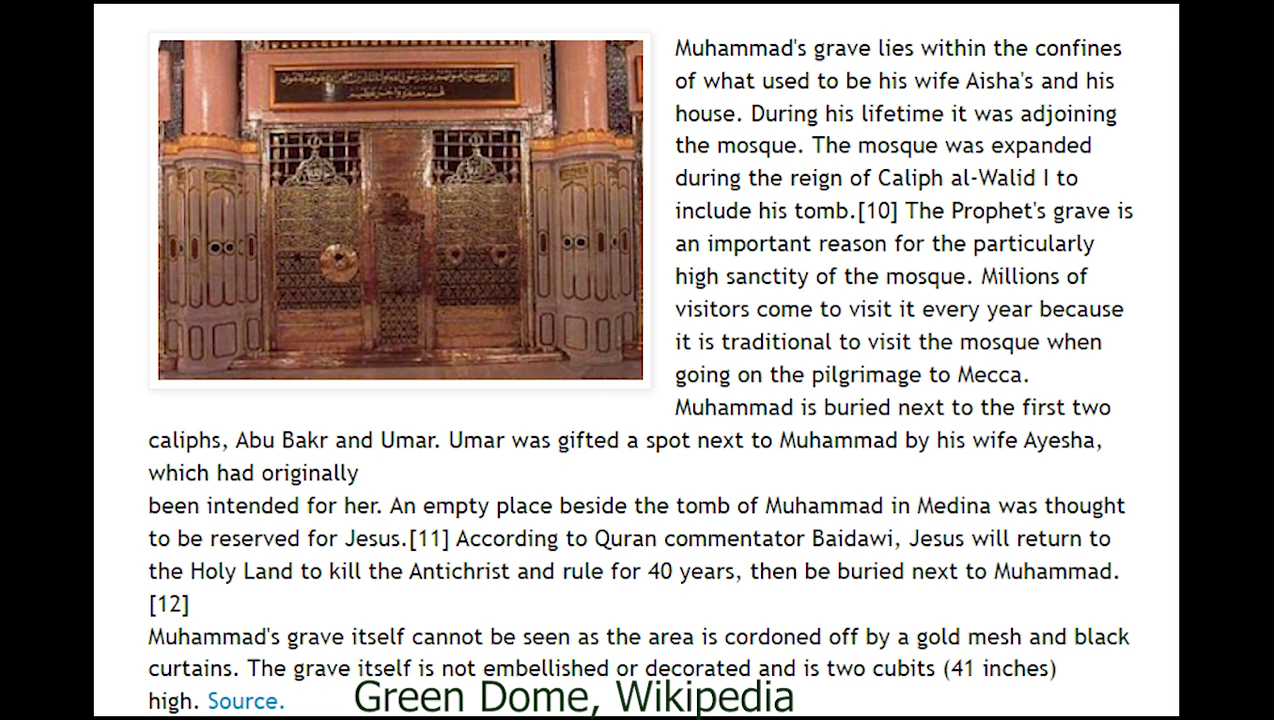 Muhammad's grave lies within the confines
of what used to be his wife Aisha's and his
house. During his lifetime it was adjoining
the mosque. The mosque was expanded
during the reign of Caliph al-Walid I to
include his tomb.[10] The Prophet's grave is
an important reason for the particularly
high sanctity of the mosque. Millions of
visitors come to visit it every year because
it is traditional to visit the mosque when
going on the pilgrimage to Mecca.
Muhammad is buried next to the first two
caliphs, Abu Bakr and Umar. Umar was gifted a spot next to Muhammad by his wife Ayesha,
which had originally
been intended for her. An empty place beside the tomb of Muhammad in Medina was thought
to be reserved for Jesus.[11] According to Quran commentator Baidawi, Jesus will return to
the Holy Land to kill the Antichrist and rule for 40 years, then be buried next to Muhammad.
[12]
Muhammad's grave itself cannot be seen as the area is cordoned off by a gold mesh and black
curtains. The grave itself is not embellished or decorated and is two cubits (41 inches)
high. Source.
Green Dome, Wikipedia